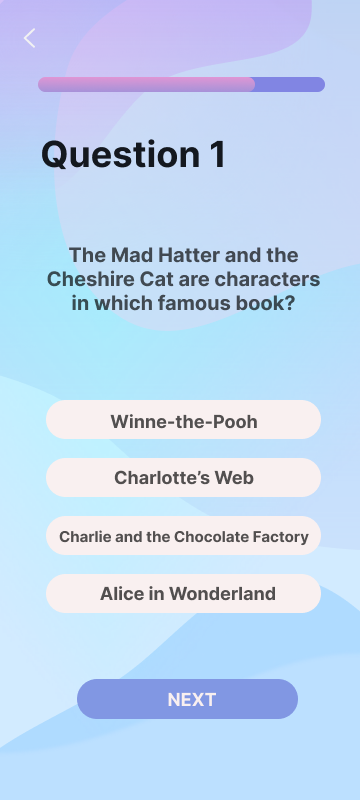 Question 1
The Mad Hatter and the
Cheshire Cat are characters
in which famous book?
Winne-the-Pooh
Charlotte’s Web
Charlie and the Chocolate Factory
Alice in Wonderland
NEXT